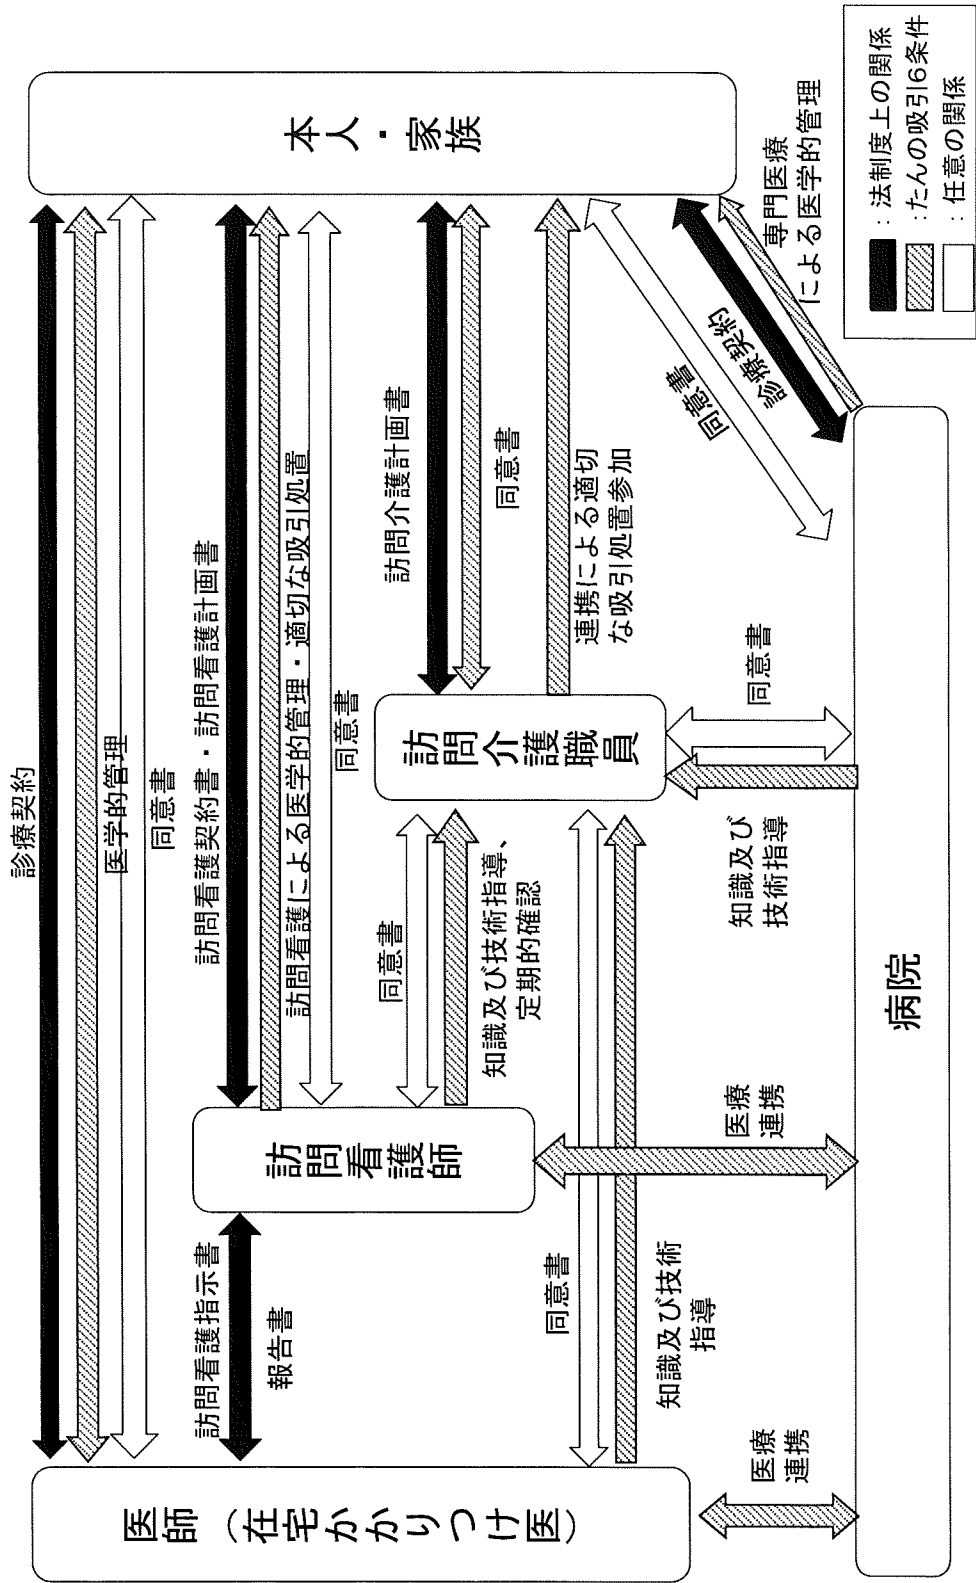 診療契約
医学的管理
同意書
訪問看護契約書・訪問看護計画書
訪問看護による医学的管理・適切な吸引処置
同意書
医師(在宅かかりつけ医)
訪問看護指示書
報告書
訪問看護師
同意書
知識及び技術指導、
定期的確認
訪問介護職員
訪問介護計画書
同意書
連携による適切
な吸引処置参加
本人・家族
同意書
知識及び技術
指導
医療
連携
医療
連携
知識及び
技術指導
同意書
同意書
診療契約
専門医療
による医学的管理
病院
:法制度上の関係
:たんの吸引6条件
:任意の関係